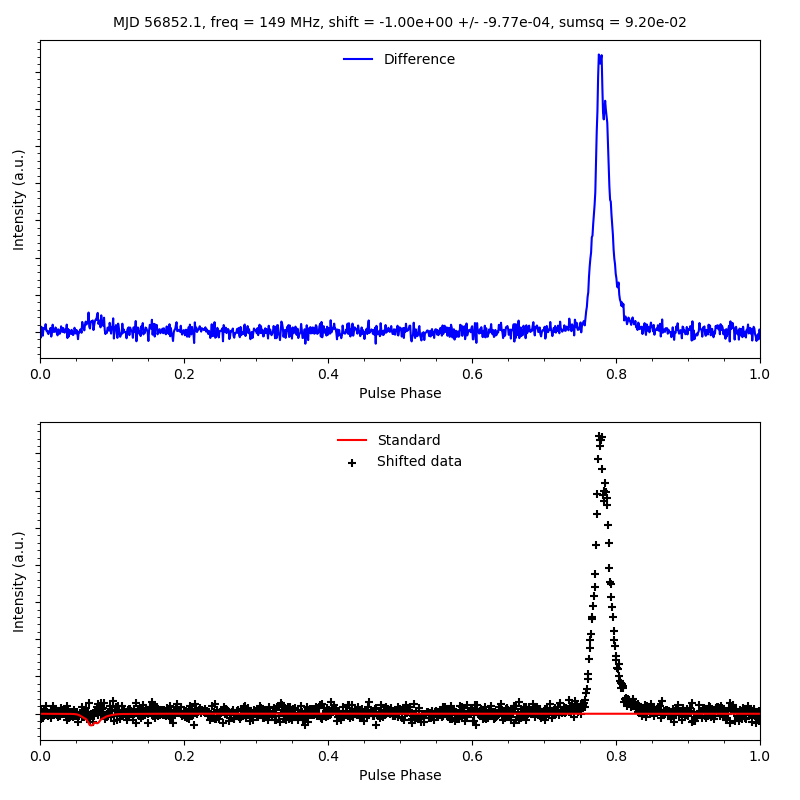 MJD 56852.1, freq = 149 MHz, shift = -1.00e+00 +/- -9.77e-04, sumsq = 9.20e-02
Difference
Intensity (a.u.)
0.0 0.2 0.4 0.6 0.8 1.0
Pulse Phase
Standard
Shifted data
Intensity (a.u.)
0.0 0.2 0.4 0.6 0.8 1.0
Pulse Phase